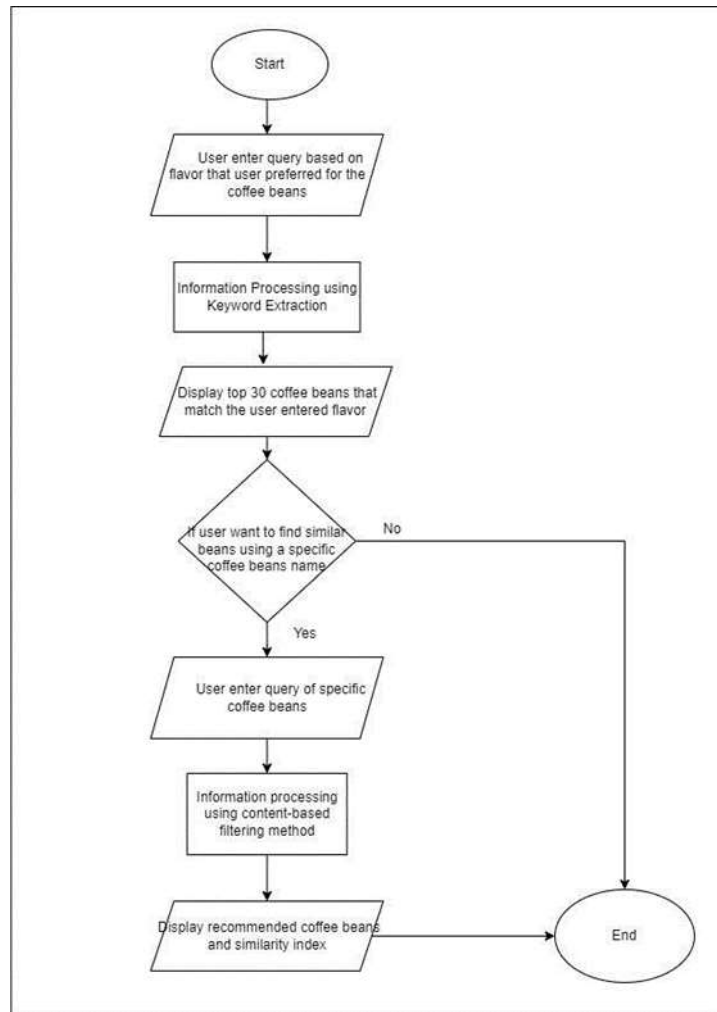 Start
User enter query based on
flavor that user preferred for the
coffee beans
Information Processing using
Keyword Extraction
Display top 30 coffee beans that
match the user entered flavor
If user want to find similar
beans using a specific
coffee beans name
No
Yes
User enter query of specific
coffee beans
Information processing
using content-based
filtering method
Display recommended coffee beans
and similarity index
End